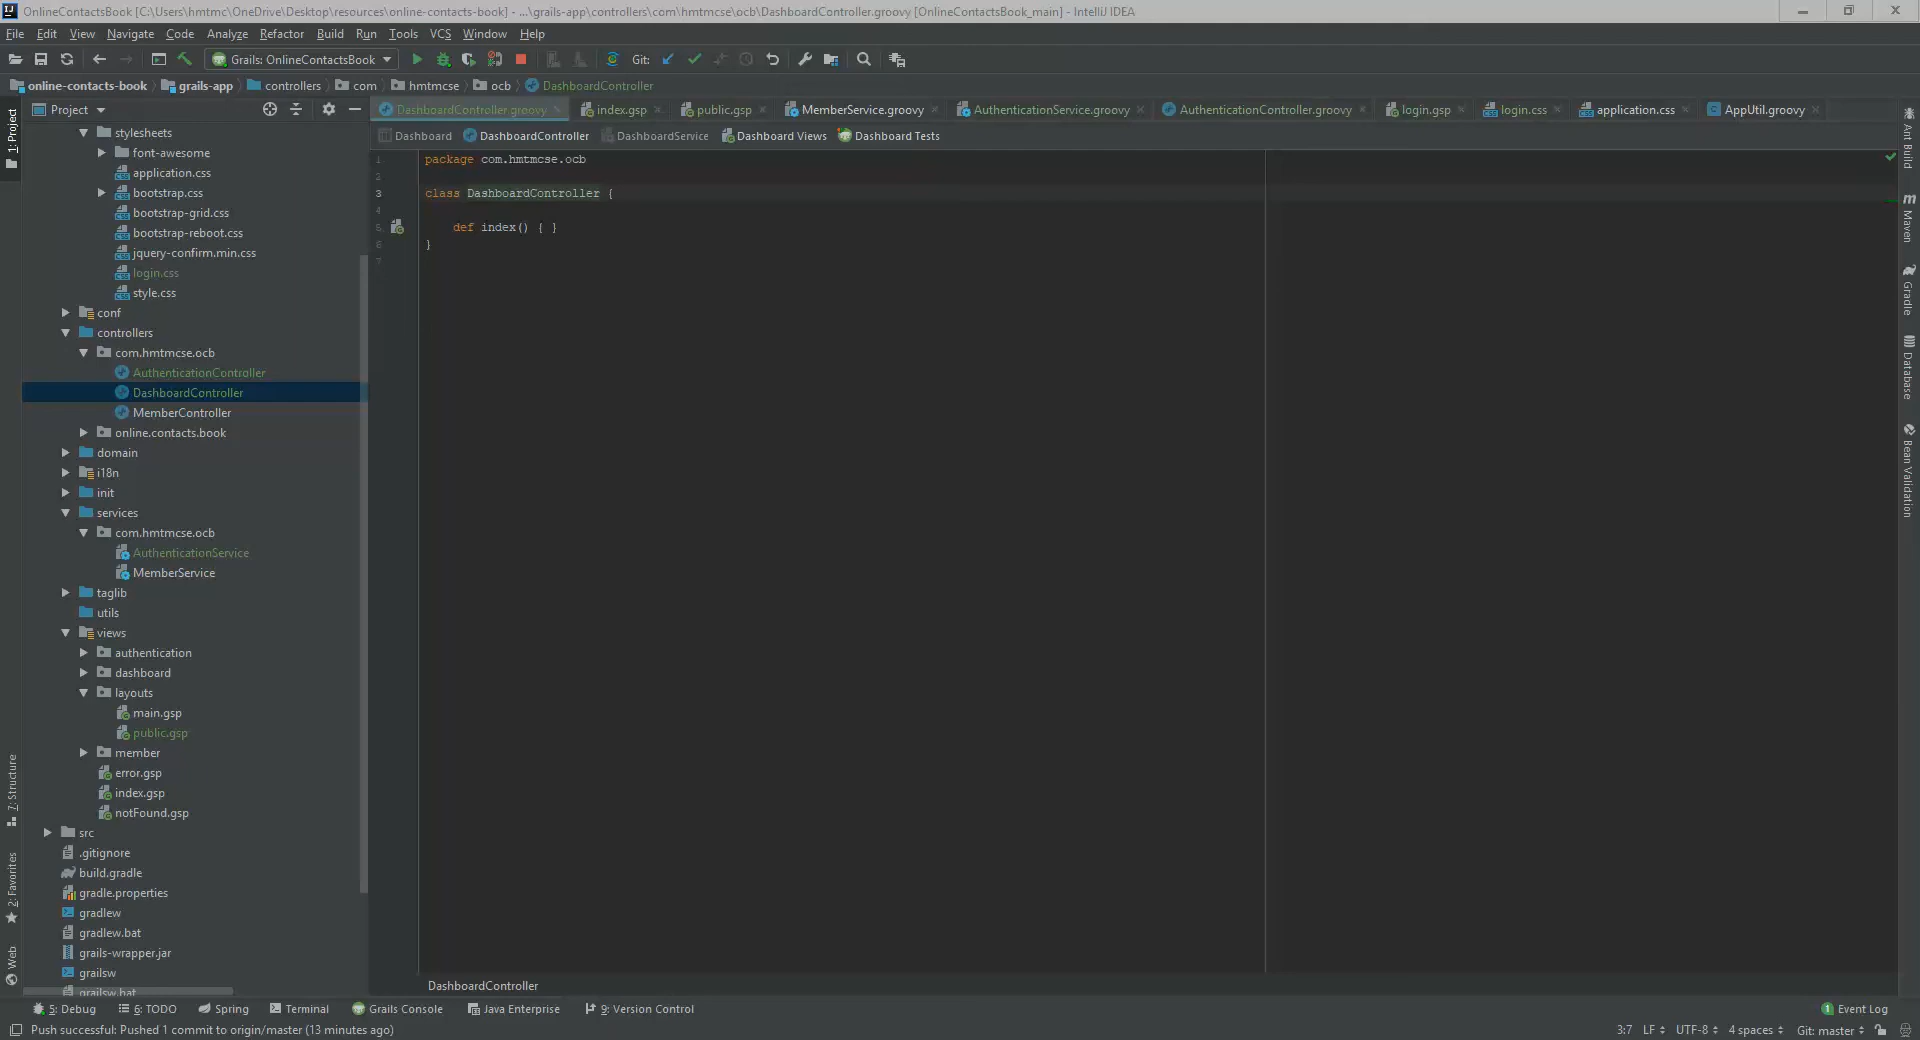 OnlineContactsBook [C:\Users\hmtmc\OneDrive\Desktop\resources\online-contacts-book] - ...\grails-app\controllers\com\hmtmcse\ocb\DashboardController.groovy [OnlineContactsBook_main] - IntelliJ IDEA
File Edit View Navigate Code Analyze Refactor Build Run Tools VCS Window Help
Grails: OnlineContactsBook Git:
online-contacts-book grails-app controllers com hmtmcse ocb DashboardController
Project
DashboardController.groovy index.gsp public.gsp MemberService.groovy AuthenticationService.groovy AuthenticationController.groovy login.gsp login.css application.css AppUtil.groovy
Dashboard DashboardController DashboardService Dashboard Views Dashboard Tests
1: Project
7: Structure
2: Favorites
Web
stylesheets
font-awesome
application.css
bootstrap.css
bootstrap-grid.css
bootstrap-reboot.css
jquery-confirm.min.css
login.css
style.css
conf
controllers
com.hmtmcse.ocb
AuthenticationController
DashboardController
MemberController
online.contacts.book
domain
i18n
init
services
com.hmtmcse.ocb
AuthenticationService
MemberService
taglib
utils
views
authentication
dashboard
layouts
main.gsp
public.gsp
member
error.gsp
index.gsp
notFound.gsp
src
.gitignore
build.gradle
gradle.properties
gradlew
gradlew.bat
grails-wrapper.jar
grailsw
grailsw.bat
1 package com.hmtmcse.ocb
2
3 class DashboardController {
4
5 def index() { }
6 }
7
Ant Build
Maven
Gradle
Database
Bean Validation
DashboardController
5: Debug 6: TODO Spring Terminal Grails Console Java Enterprise 9: Version Control 1 Event Log
Push successful: Pushed 1 commit to origin/master (13 minutes ago) 3:7 LF UTF-8 4 spaces Git: master